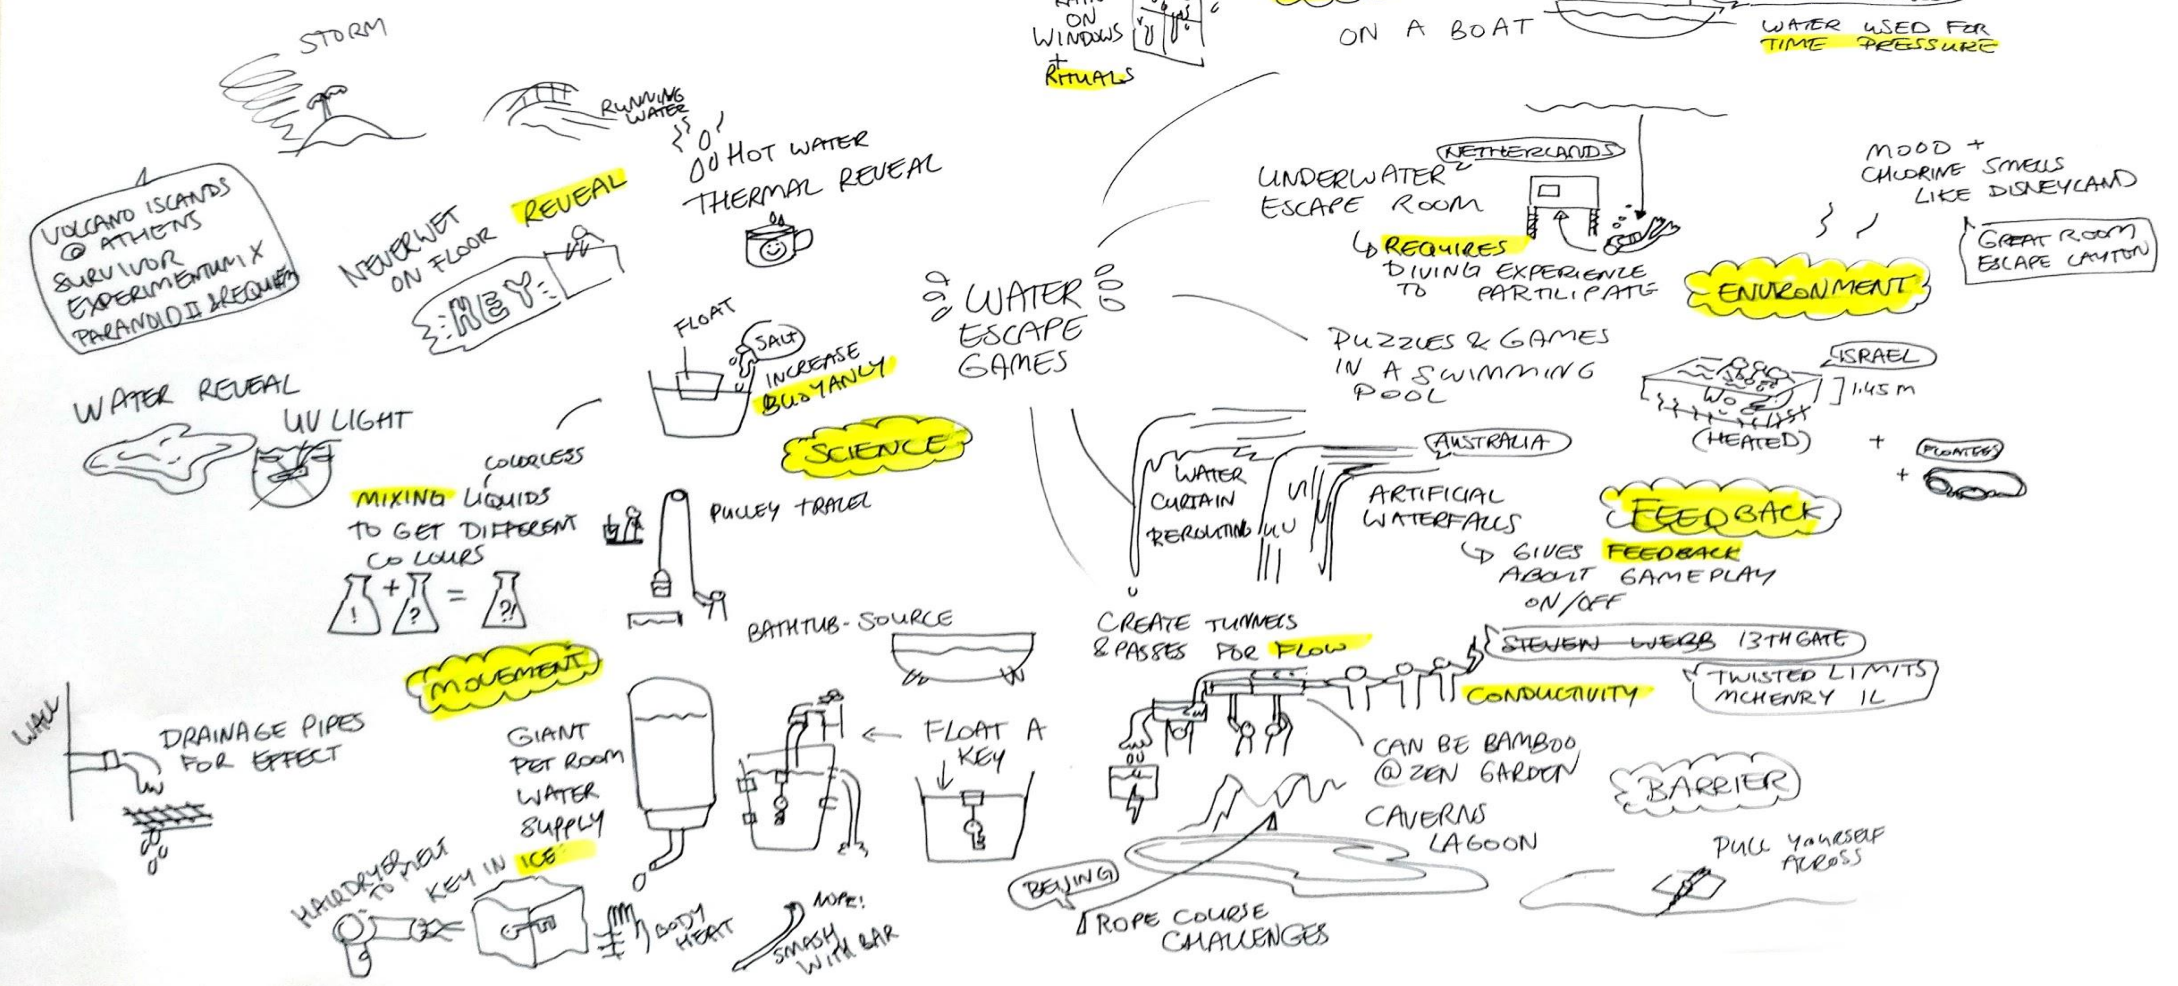 STORM
RUNNING
WATER
HOT WATER
THERMAL REVEAL
VOLCANO ISLANDS
@ ATHENS
SURVIVOR
EXPERIMENTUM X
PARANOID II & REQUIEM
NEVERWET
ON FLOOR REVEAL
HEY
WATER REVEAL
UV LIGHT
FLOAT
SALT
INCREASE
BUOYANCY
SCIENCE
COLORLESS
MIXING LIQUIDS
TO GET DIFFERENT
COLOURS
! + ? = ?!
PULLEY TRAVEL
MOVEMENT
BATHTUB - SOURCE
WALL
DRAINAGE PIPES
FOR EFFECT
GIANT
PET ROOM
WATER
SUPPLY
FLOAT A
KEY
HAIRDRYER MELT
TO
KEY IN ICE
BODY
HEAT
NOPE!
SMASH
WITH BAR
WATER
ESCAPE
GAMES
ON
WINDOWS
+
RITUALS
ON A BOAT
WATER USED FOR
TIME PRESSURE
NETHERLANDS
UNDERWATER
ESCAPE ROOM
REQUIRES
DIVING EXPERIENCE
TO PARTICIPATE
MOOD +
CHLORINE SMELLS
LIKE DISNEYLAND
GREAT ROOM
ESCAPE LAYTON
ENVIRONMENT
PUZZLES & GAMES
IN A SWIMMING
POOL
ISRAEL
1.45 M
(HEATED)
+
FLOATIES
+
WATER
CURTAIN
REROUTING
AUSTRALIA
ARTIFICIAL
WATERFALLS
FEEDBACK
GIVES FEEDBACK
ABOUT GAMEPLAY
ON/OFF
CREATE TUNNELS
& PASSES FOR FLOW
STEVEN WEBB 13TH GATE
CONDUCTIVITY
TWISTED LIMITS
MCHENRY IL
CAN BE BAMBOO
@ ZEN GARDEN
BARRIER
CAVERNS
LAGOON
PULL YOURSELF
ACROSS
BEIJING
ROPE COURSE
CHALLENGES